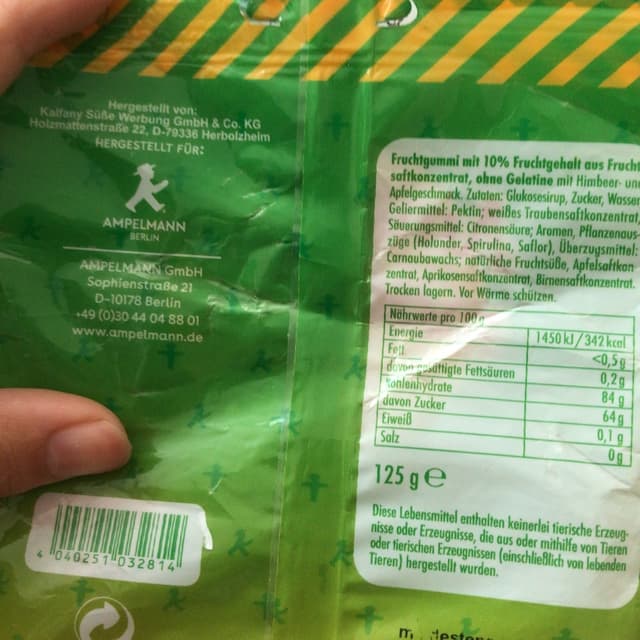 Hergestellt von:
Kalfany Süße Werbung GmbH & Co. KG
Holzmattenstraße 22, D-79336 Herbolzheim
HERGESTELLT FÜR:
AMPELMANN
BERLIN
AMPELMANN GmbH
Sophienstraße 21
D-10178 Berlin
+49 (0)30 44 04 88 01
www.ampelmann.de
4 040251 032814
Fruchtgummi mit 10% Fruchtgehalt aus Frucht
saftkonzentrat, ohne Gelatine mit Himbeer- un
Apfelgeschmack. Zutaten: Glukosesirup, Zucker, Wasser
Geliermittel: Pektin; weißes Traubensaftkonzentrat
Säuerungsmittel: Citronensäure; Aromen, Pflanzenaus
züge (Holunder, Spirulina, Saflor), Überzugsmittel:
Carnaubawachs; natürliche Fruchtsüße, Apfelsaftkon
zentrat, Aprikosensaftkonzentrat, Birnensaftkonzentrat.
Trocken lagern. Vor Wärme schützen.
Nährwerte pro 100 g
Energie 1450 kJ / 342 kcal
Fett <0,5 g
davon gesättigte Fettsäuren 0,2 g
Kohlenhydrate 84 g
davon Zucker 64 g
Eiweiß 0,1 g
Salz 0 g
125 g e
Diese Lebensmittel enthalten keinerlei tierische Erzeug-
nisse oder Erzeugnisse, die aus oder mithilfe von Tieren
oder tierischen Erzeugnissen (einschließlich von lebenden
Tieren) hergestellt wurden.